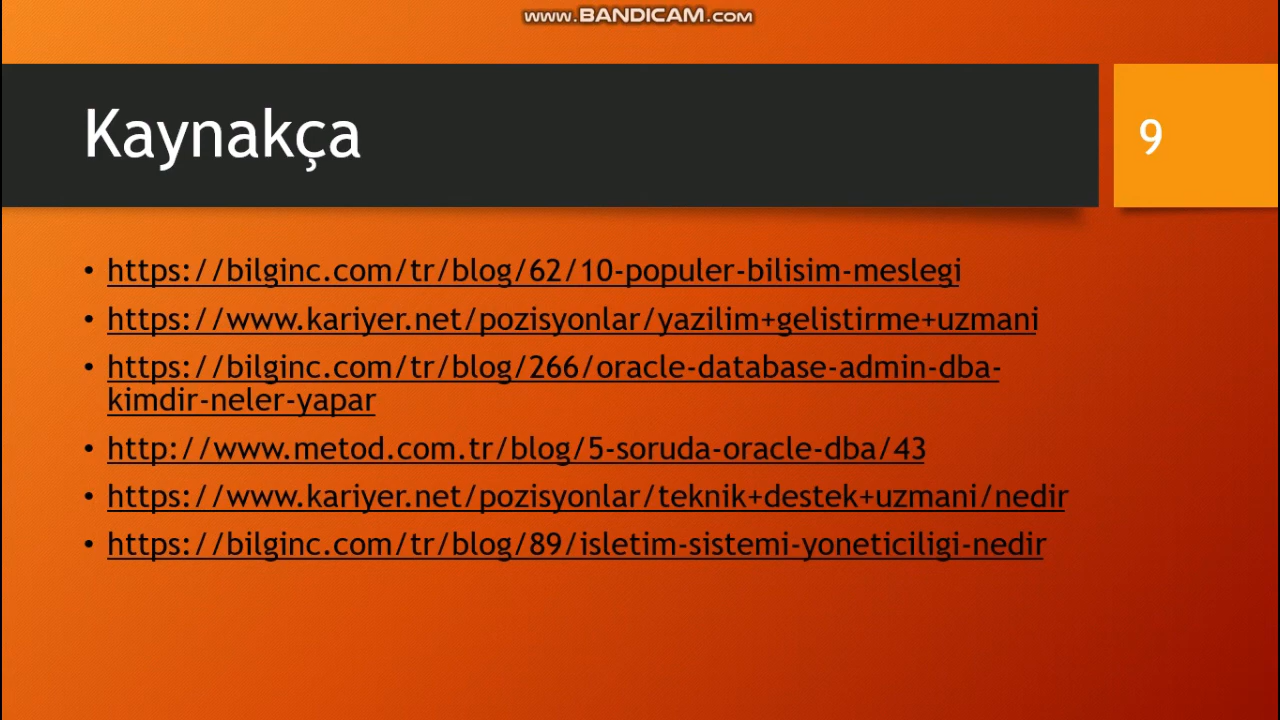 www.BANDICAM.com
Kaynakça
9
• https://bilginc.com/tr/blog/62/10-populer-bilisim-meslegi
• https://www.kariyer.net/pozisyonlar/yazilim+gelistirme+uzmani
• https://bilginc.com/tr/blog/266/oracle-database-admin-dba-
kimdir-neler-yapar
• http://www.metod.com.tr/blog/5-soruda-oracle-dba/43
• https://www.kariyer.net/pozisyonlar/teknik+destek+uzmani/nedir
• https://bilginc.com/tr/blog/89/isletim-sistemi-yoneticiligi-nedir